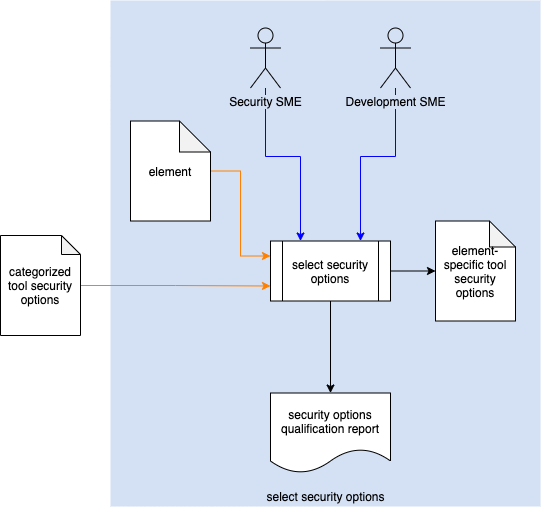 Security SME
Development SME
element
categorized
tool security
options
select security
options
element-
specific tool
security
options
security options
qualification report
select security options